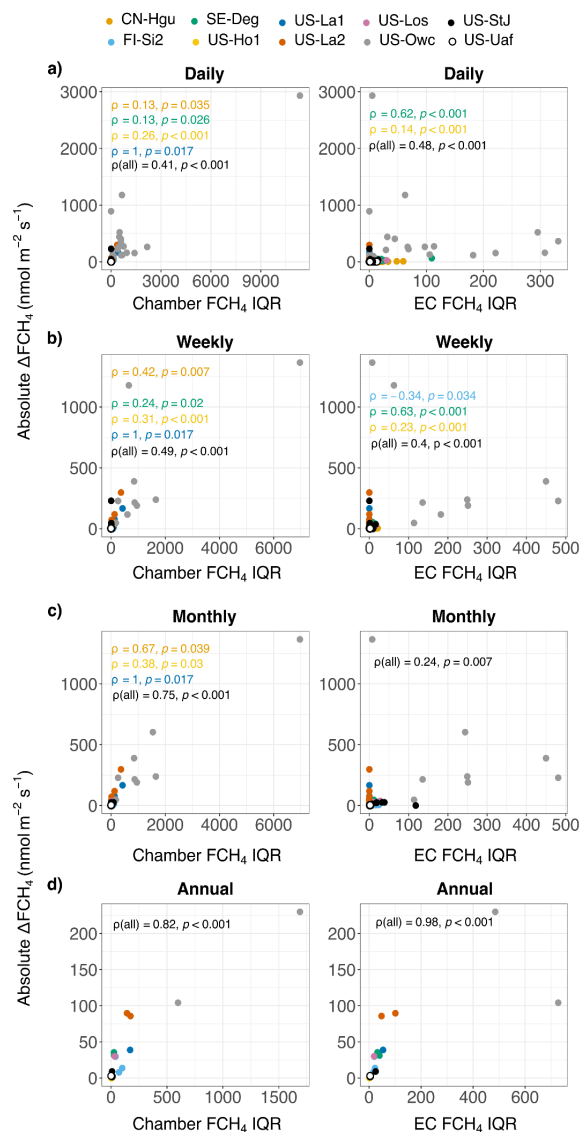 CN-Hgu SE-Deg US-La1 US-Los US-StJ
FI-Si2 US-Ho1 US-La2 US-Owc US-Uaf
a) Daily Daily
3000 3000
ρ = 0.13, p = 0.035
ρ = 0.13, p = 0.026
ρ = 0.26, p < 0.001
ρ = 1, p = 0.017
ρ(all) = 0.41, p < 0.001
ρ = 0.62, p < 0.001
ρ = 0.14, p < 0.001
ρ(all) = 0.48, p < 0.001
2000 2000
1000 1000
0 0
0 3000 6000 9000 0 100 200 300
Chamber FCH₄ IQR EC FCH₄ IQR
Absolute ΔFCH₄ (nmol m⁻² s⁻¹)
b) Weekly Weekly
ρ = 0.42, p = 0.007
ρ = 0.24, p = 0.02
ρ = 0.31, p < 0.001
ρ = 1, p = 0.017
ρ(all) = 0.49, p < 0.001
ρ = − 0.34, p = 0.034
ρ = 0.63, p < 0.001
ρ = 0.23, p < 0.001
ρ(all) = 0.4, p < 0.001
1000 1000
500 500
0 0
0 2000 4000 6000 0 100 200 300 400 500
Chamber FCH₄ IQR EC FCH₄ IQR
c) Monthly Monthly
ρ = 0.67, p = 0.039
ρ = 0.38, p = 0.03
ρ = 1, p = 0.017
ρ(all) = 0.75, p < 0.001
ρ(all) = 0.24, p = 0.007
1000 1000
500 500
0 0
0 2000 4000 6000 0 100 200 300 400 500
Chamber FCH₄ IQR EC FCH₄ IQR
Absolute ΔFCH₄ (nmol m⁻² s⁻¹)
d) Annual Annual
ρ(all) = 0.82, p < 0.001
ρ(all) = 0.98, p < 0.001
200 200
150 150
100 100
50 50
0 0
0 500 1000 1500 0 200 400 600
Chamber FCH₄ IQR EC FCH₄ IQR